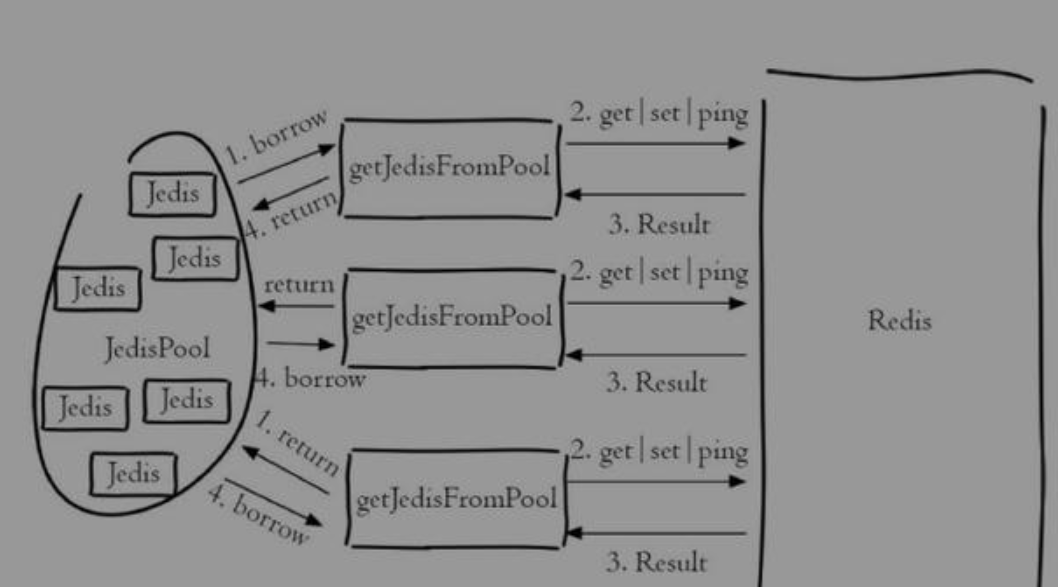 1. borrow
2. get|set|ping
Jedis
getJedisFromPool
4. return
3. Result
Jedis
Jedis
return
2. get|set|ping
getJedisFromPool
Redis
JedisPool
4. borrow
3. Result
Jedis
Jedis
1. return
2. get|set|ping
Jedis
getJedisFromPool
4. borrow
3. Result